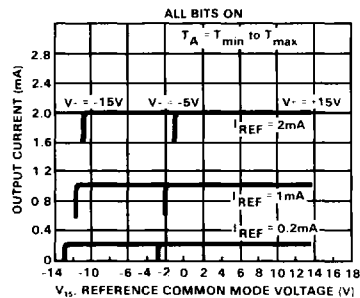 ALL BITS ON
T_A = T_min to T_max
2.8
2.4
V- = -15V V- = -5V V+ = +15V
2.0
I_REF = 2mA
1.6
1.2
I_REF = 1mA
0.8
I_REF = 0.2mA
0.4
0
-14 -10 -6 -4 -2 0 2 4 6 8 10 12 14 16 18
OUTPUT CURRENT (mA)
V₁₅. REFERENCE COMMON MODE VOLTAGE (V)